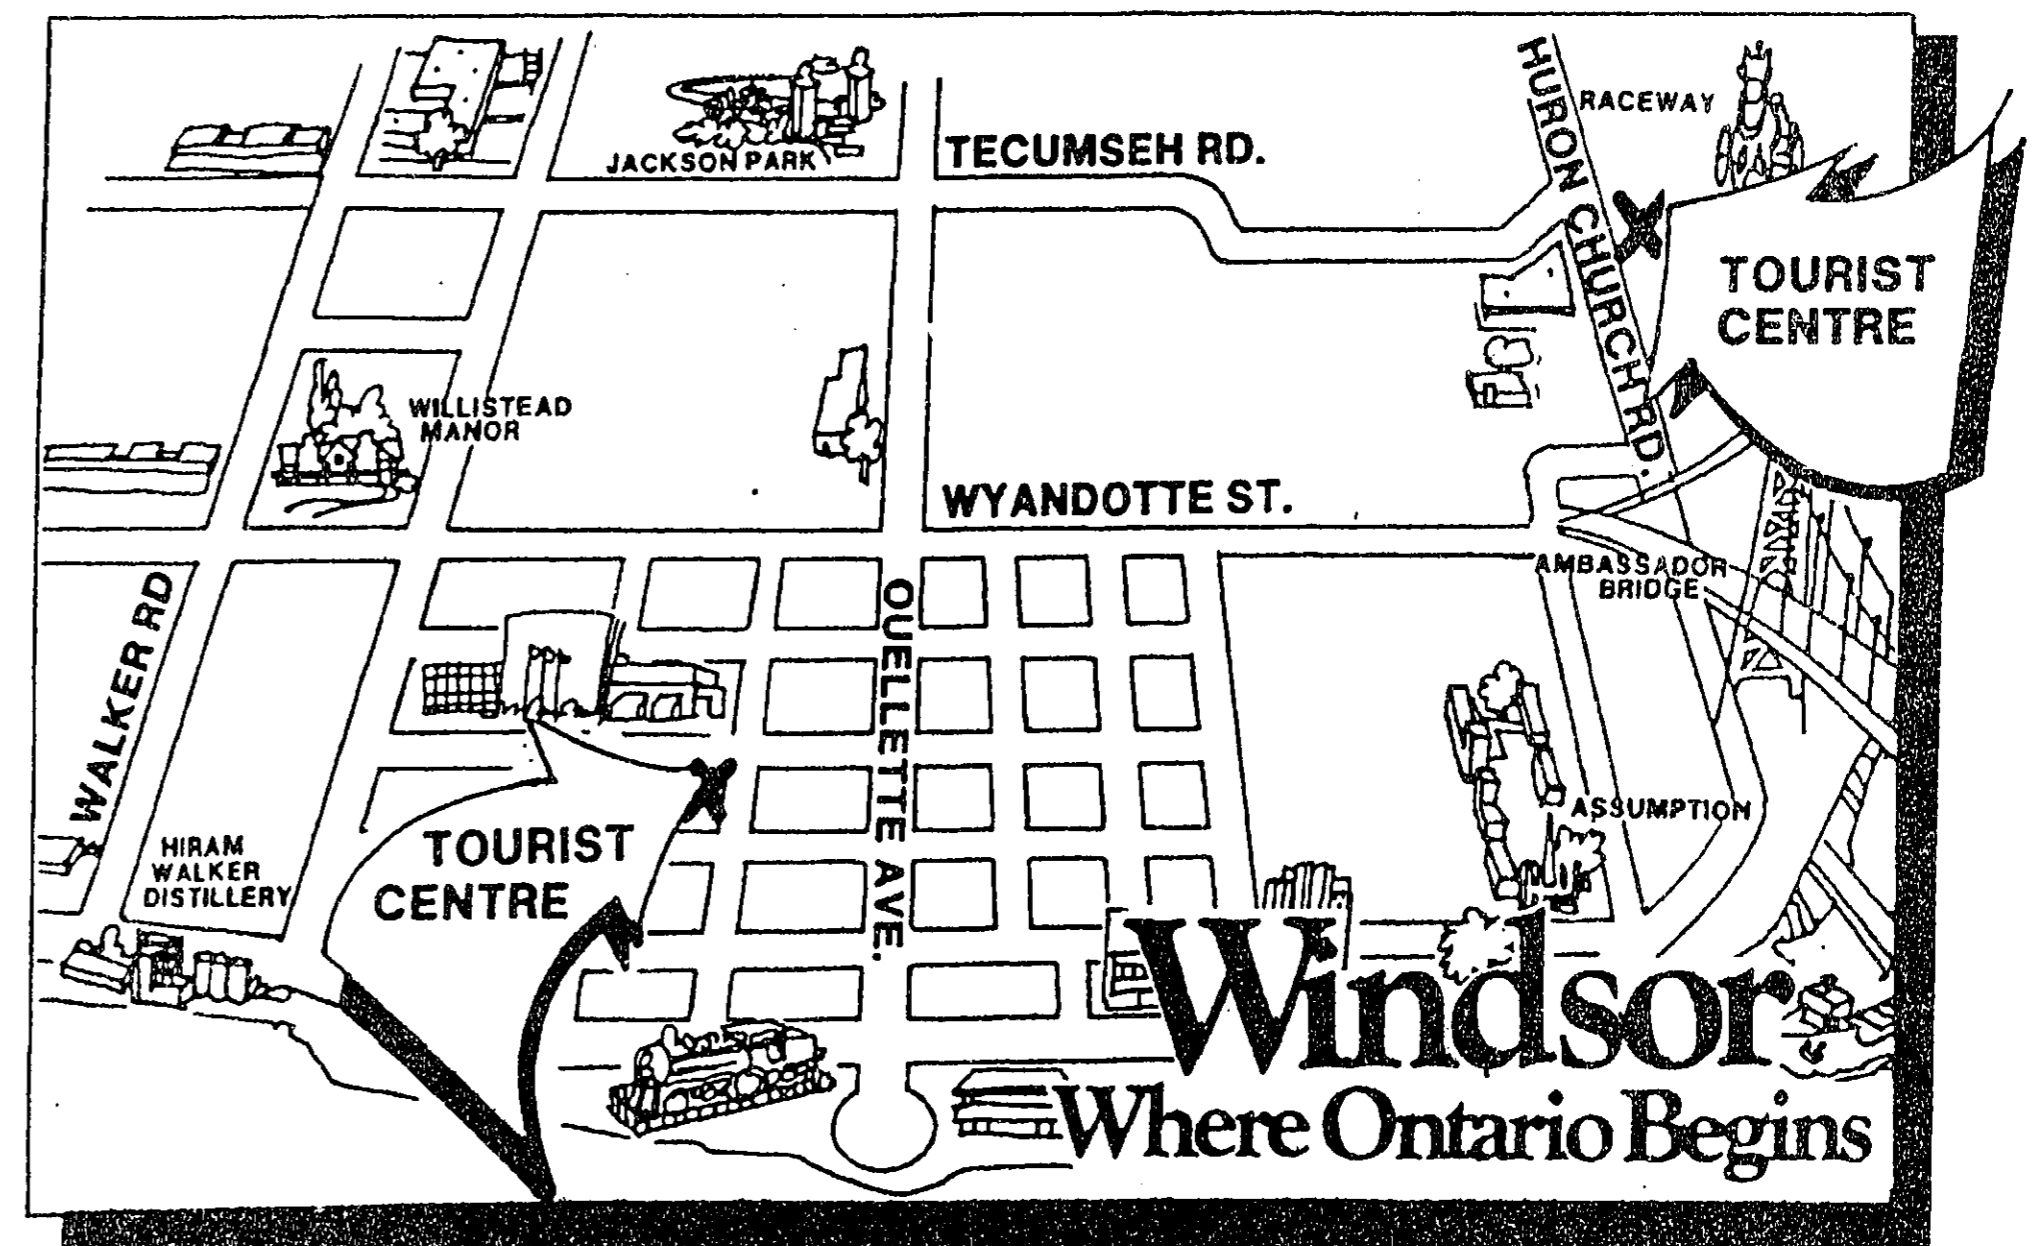 HURON CHURCH RD.
RACEWAY
JACKSON PARK
TECUMSEH RD.
TOURIST
CENTRE
WILLISTEAD
MANOR
WYANDOTTE ST.
AMBASSADOR
BRIDGE
WALKER RD
OUELLETTE AVE.
ASSUMPTION
HIRAM
WALKER
DISTILLERY
TOURIST
CENTRE
Windsor
Where Ontario Begins